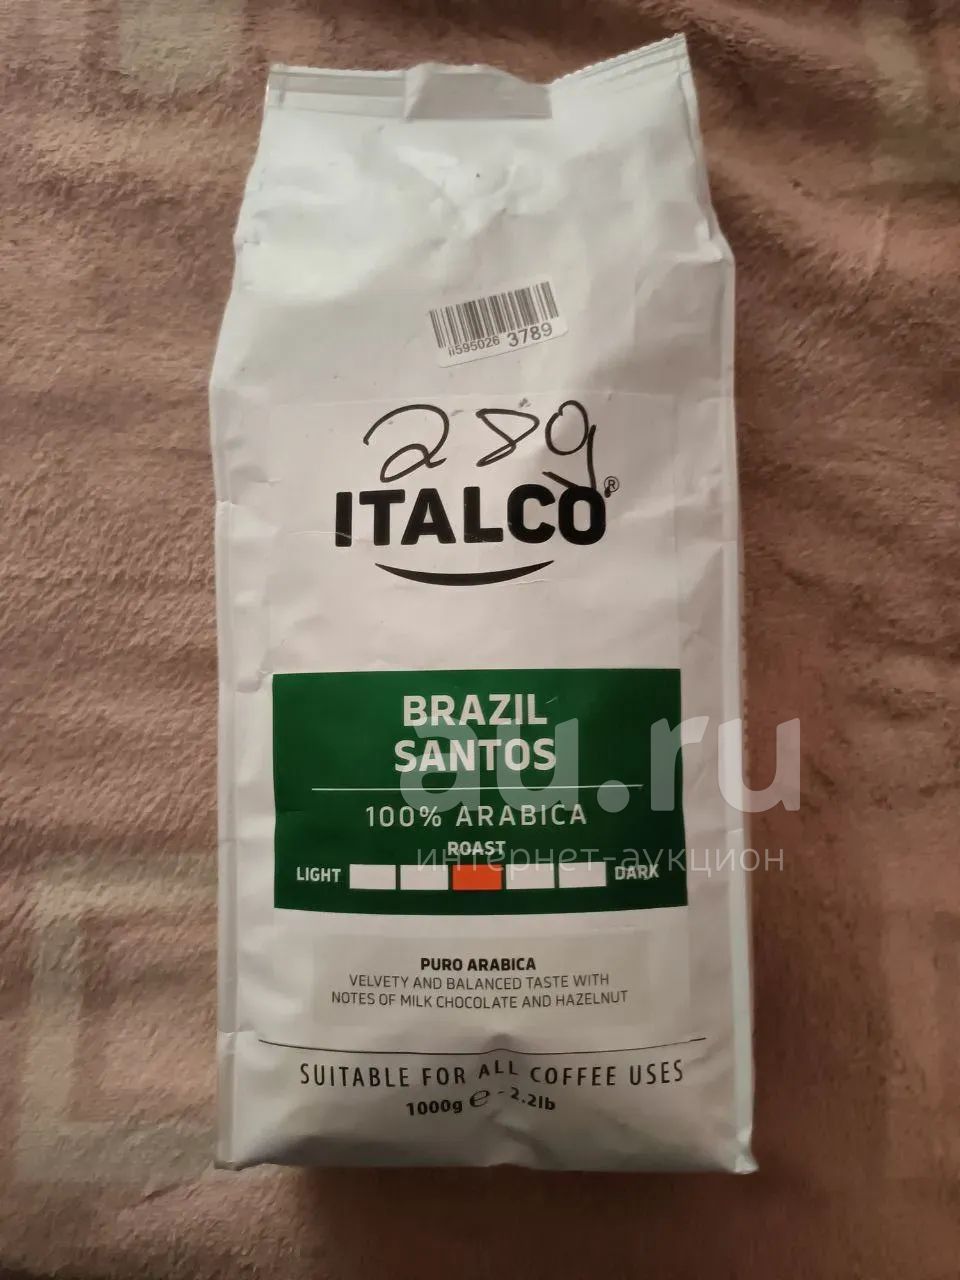 ii595026 3789
289
ITALCO®
BRAZIL
SANTOS
100% ARABICA
ROAST
LIGHT DARK
au.ru
интернет-аукцион
PURO ARABICA
VELVETY AND BALANCED TASTE WITH
NOTES OF MILK CHOCOLATE AND HAZELNUT
SUITABLE FOR ALL COFFEE USES
1000g ℮ - 2.2lb